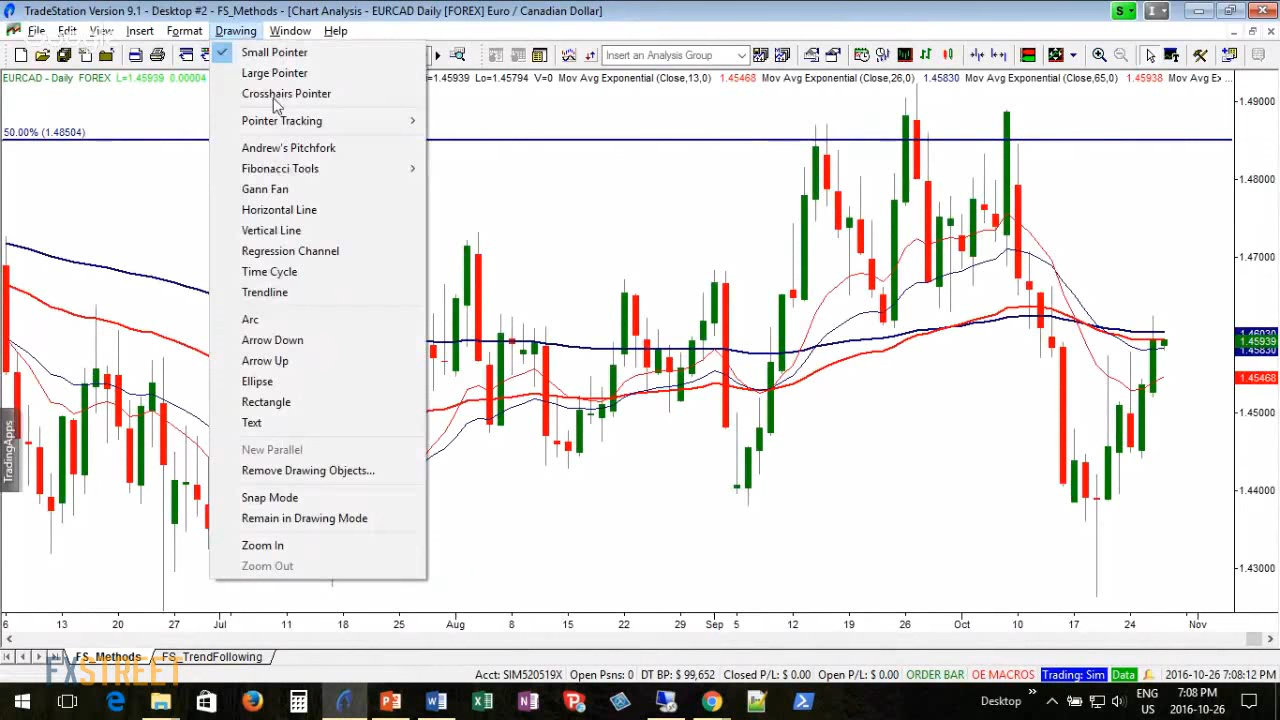 TradeStation Version 9.1 - Desktop #2 - FS_Methods - [Chart Analysis - EURCAD Daily [FOREX] Euro / Canadian Dollar]
S
I
File Edit View Insert Format Drawing Window Help
Insert an Analysis Group
EURCAD - Daily FOREX L=1.45939 0.00004
=1.45939 Lo=1.45794 V=0 Mov Avg Exponential (Close,13,0) 1.45468 Mov Avg Exponential (Close,26,0) 1.45830 Mov Avg Exponential (Close,65,0) 1.45938 Mov Avg Ex...
50.00% (1.48504)
Small Pointer
Large Pointer
Crosshairs Pointer
Pointer Tracking
Andrew's Pitchfork
Fibonacci Tools
Gann Fan
Horizontal Line
Vertical Line
Regression Channel
Time Cycle
Trendline
Arc
Arrow Down
Arrow Up
Ellipse
Rectangle
Text
New Parallel
Remove Drawing Objects...
Snap Mode
Remain in Drawing Mode
Zoom In
Zoom Out
1.49000
1.48000
1.47000
1.46030
1.45939
1.45830
1.45468
1.45000
1.44000
1.43000
TradingApps
6 13 20 27 Jul 11 18 25 Aug 8 15 22 29 Sep 5 12 19 26 Oct 10 17 24 Nov
FS_Methods FS_TrendFollowing
FXSTREET
Acct: SIM520519X Open Psns: 0 DT BP: $ 99,652 Closed P/L: $ 0.00 Open P/L: $ 0.00 ORDER BAR OE MACROS Trading: Sim Data 2016-10-26 7:08:12 PM
Desktop
ENG
US
7:08 PM
2016-10-26